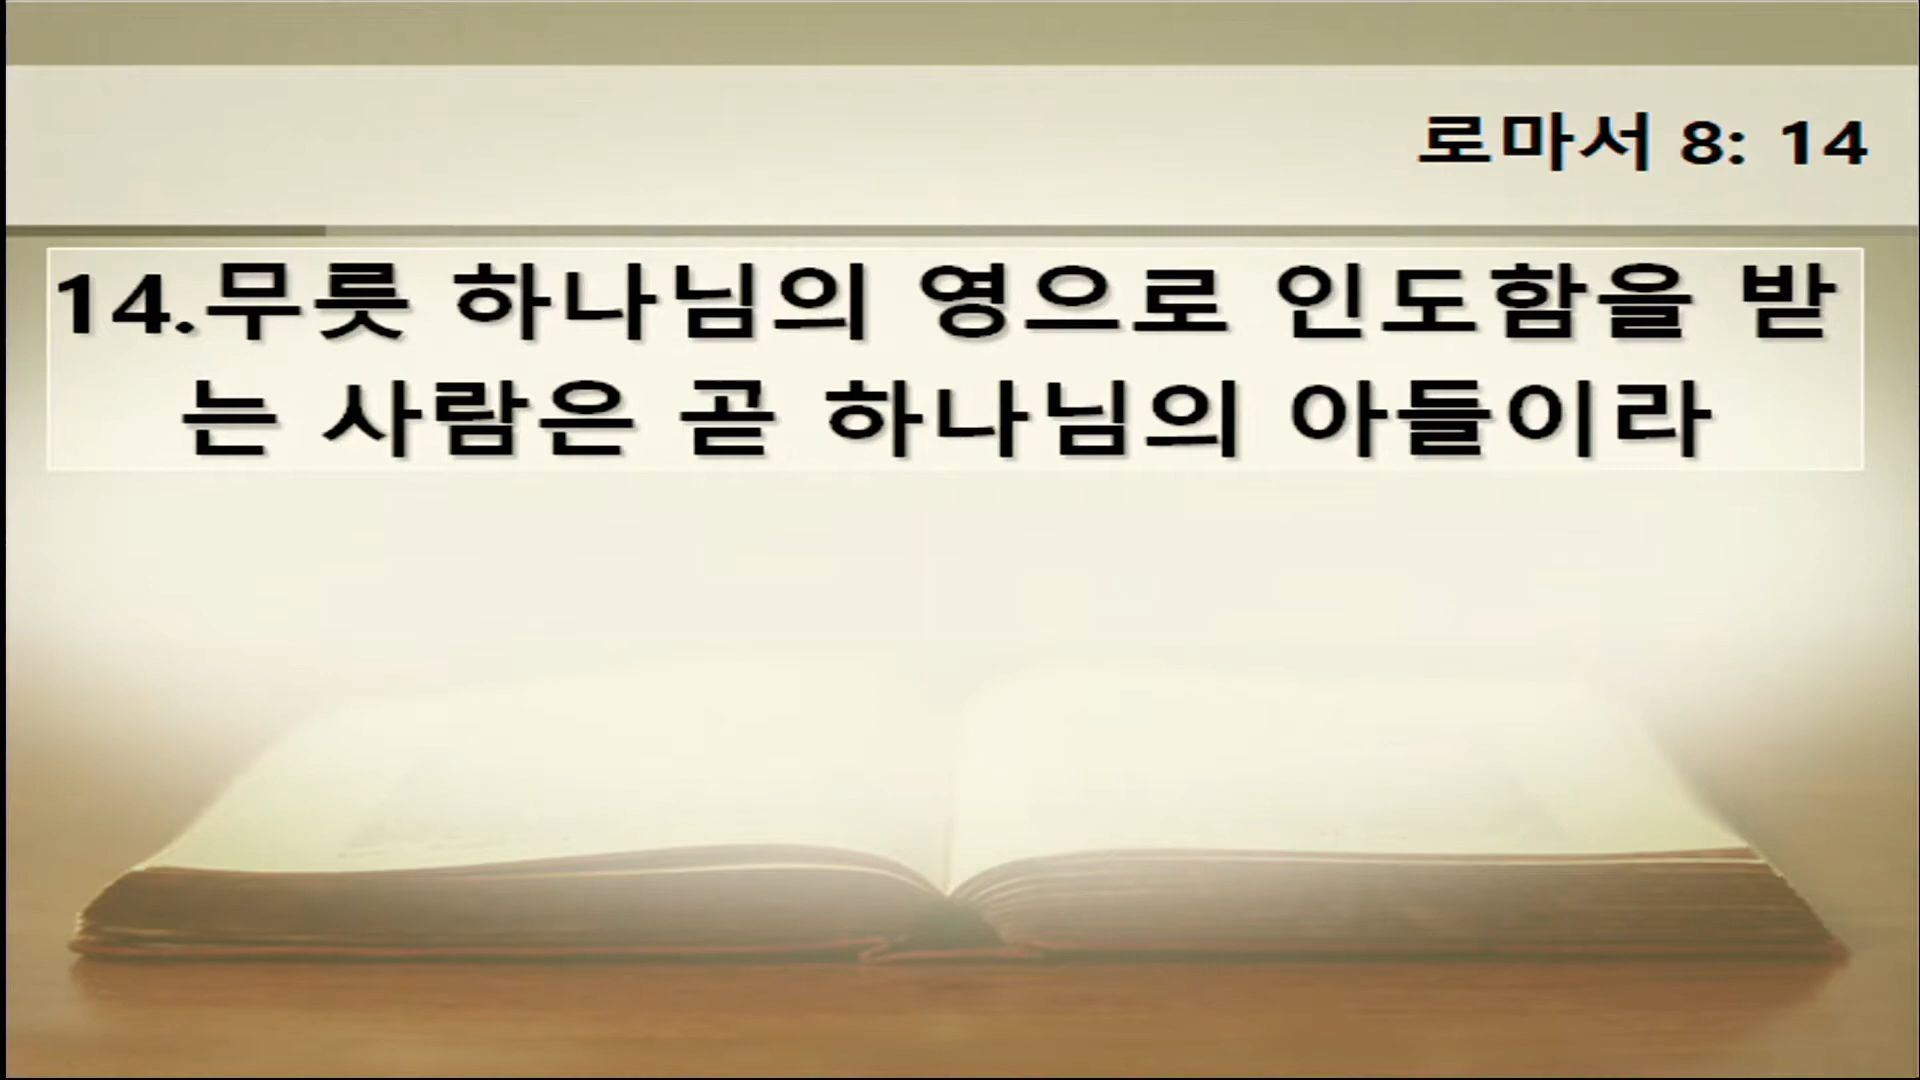 로마서 8: 14
14.무릇 하나님의 영으로 인도함을 받
는 사람은 곧 하나님의 아들이라